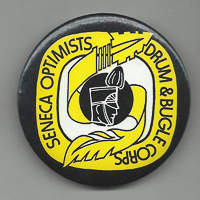 SENECA OPTIMISTS
DRUM & BUGLE CORPS